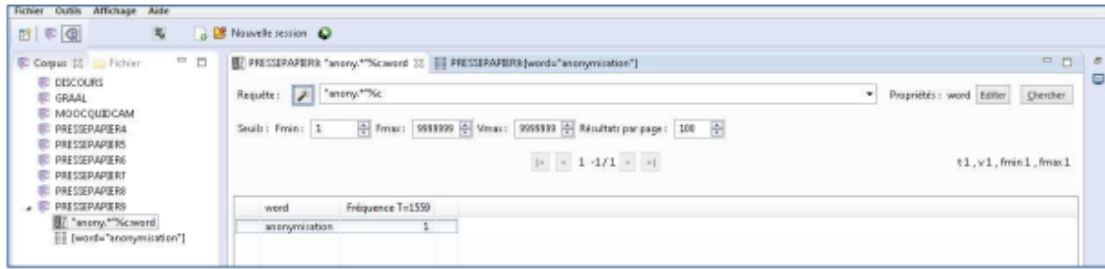 Fichier Outils Affichage Aide
Nouvelle session
Corpus Fichier
DISCOURS
GRAAL
MOOCQUIDCAM
PRESSEPAPIER4
PRESSEPAPIER5
PRESSEPAPIER6
PRESSEPAPIER7
PRESSEPAPIER8
PRESSEPAPIER9
"anony.*"%c:word
[word="anonymisation"]
PRESSEPAPIER9: "anony.*"%c:word PRESSEPAPIER9:[word="anonymisation"]
Requête : "anony.*"%c Propriétés : word Editer Chercher
Seuils : Fmin : 1 Fmax : 9999999 Vmax : 9999999 Résultats par page : 100
1 -1/1 t1 , v1 , fmin1 , fmax1
word Fréquence T=1559
anonymisation 1